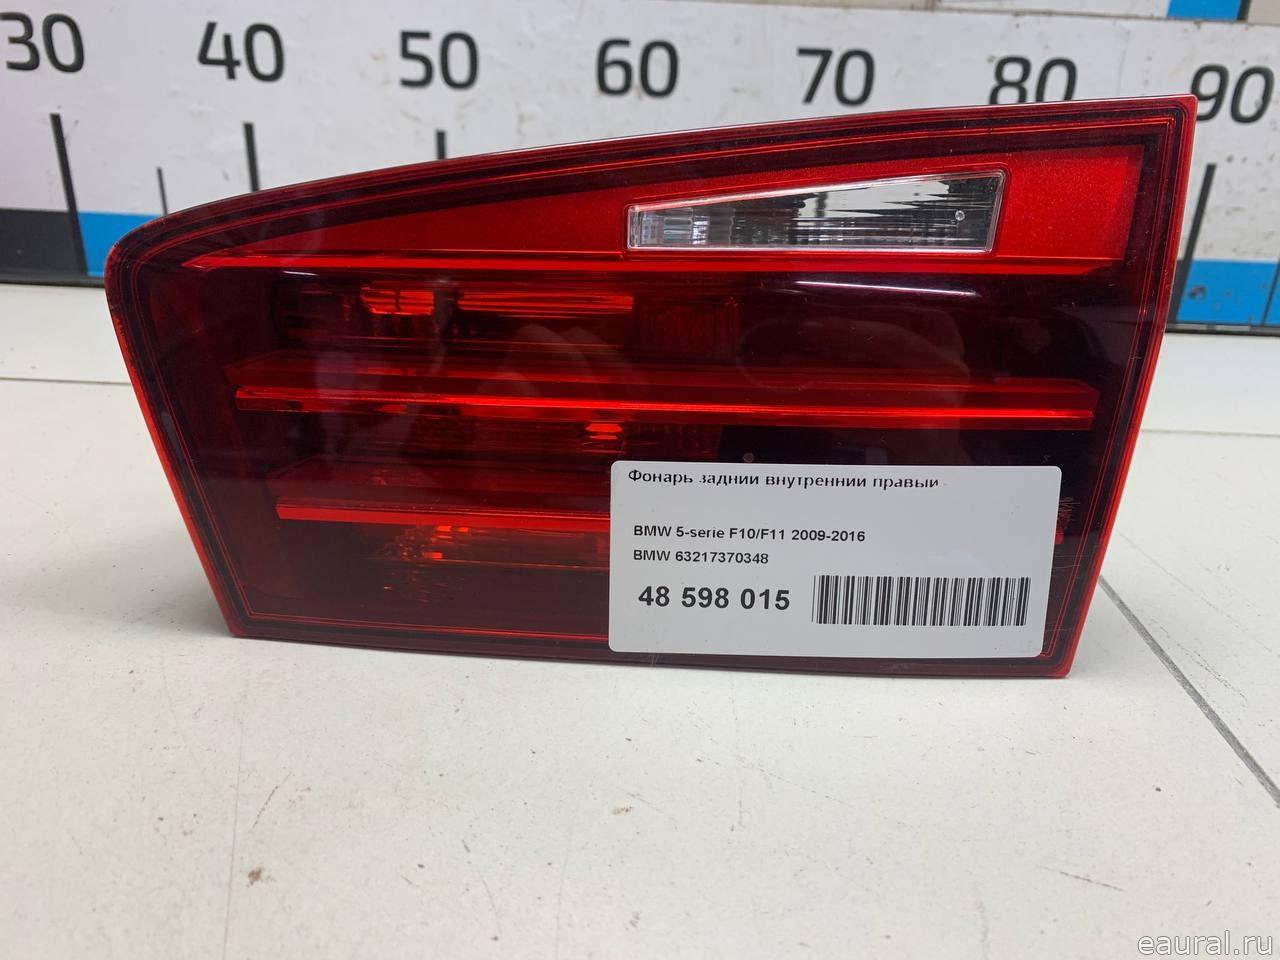 30 40 50 60 70 80 90
Фонарь задний внутренний правый -
BMW 5-serie F10/F11 2009-2016
BMW 63217370348
48 598 015
eaural.ru